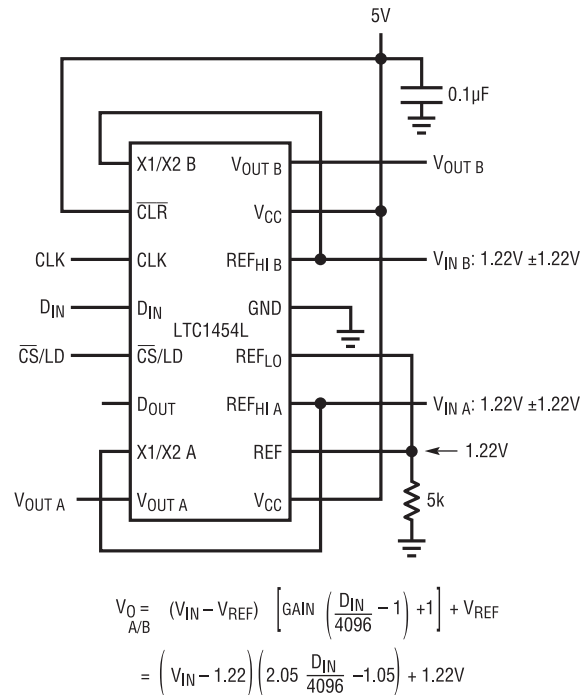 5V
0.1µF
X1/X2 B
V_OUT B
V_OUT B
C̅L̅R̅
V_CC
CLK
CLK
REF_HI B
V_IN B: 1.22V ±1.22V
D_IN
D_IN
GND
LTC1454L
C̅S̅/LD
C̅S̅/LD
REF_LO
D_OUT
REF_HI A
V_IN A: 1.22V ±1.22V
X1/X2 A
REF
1.22V
V_OUT A
V_OUT A
V_CC
5k
V_O A/B = (V_IN – V_REF) [GAIN (D_IN/4096 – 1) +1] + V_REF
= (V_IN – 1.22) (2.05 D_IN/4096 –1.05) + 1.22V